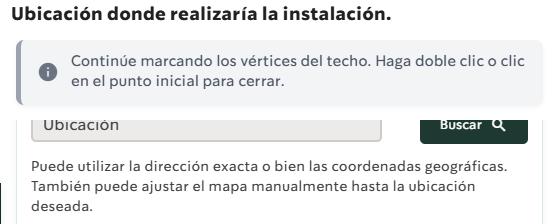 Ubicación donde realizaría la instalación.
Continúe marcando los vértices del techo. Haga doble clic o clic
en el punto inicial para cerrar.
Ubicación
Buscar
Puede utilizar la dirección exacta o bien las coordenadas geográficas.
También puede ajustar el mapa manualmente hasta la ubicación
deseada.